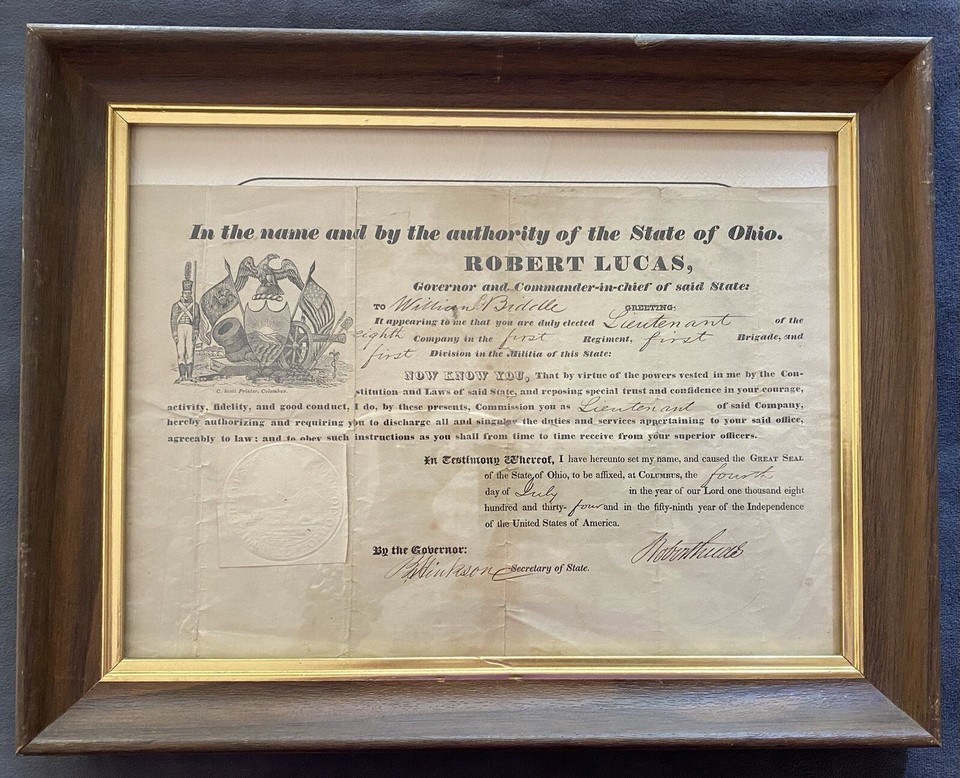 In the name and by the authority of the State of Ohio.
ROBERT LUCAS,
Governor and Commander-in-chief of said State:
TO William Biddle GREETING:
It appearing to me that you are duly elected Lieutenant of the
eighth Company in the first Regiment, first Brigade, and
first Division in the Militia of this State:
C. Scott Printer, Columbus.
NOW KNOW YOU, That by virtue of the powers vested in me by the Con-
stitution and Laws of said State, and reposing special trust and confidence in your courage,
activity, fidelity, and good conduct, I do, by these presents, Commission you as Lieutenant of said Company,
hereby authorizing and requiring you to discharge all and singular the duties and services appertaining to your said office,
agreeably to law: and to obey such instructions as you shall from time to time receive from your superior officers.
In Testimony Whereof, I have hereunto set my name, and caused the GREAT SEAL
of the State of Ohio, to be affixed, at COLUMBUS, the fourth
day of July in the year of our Lord one thousand eight
hundred and thirty-four and in the fifty-ninth year of the Independence
of the United States of America.
By the Governor:
Robert Lucas
B Hinkson Secretary of State.